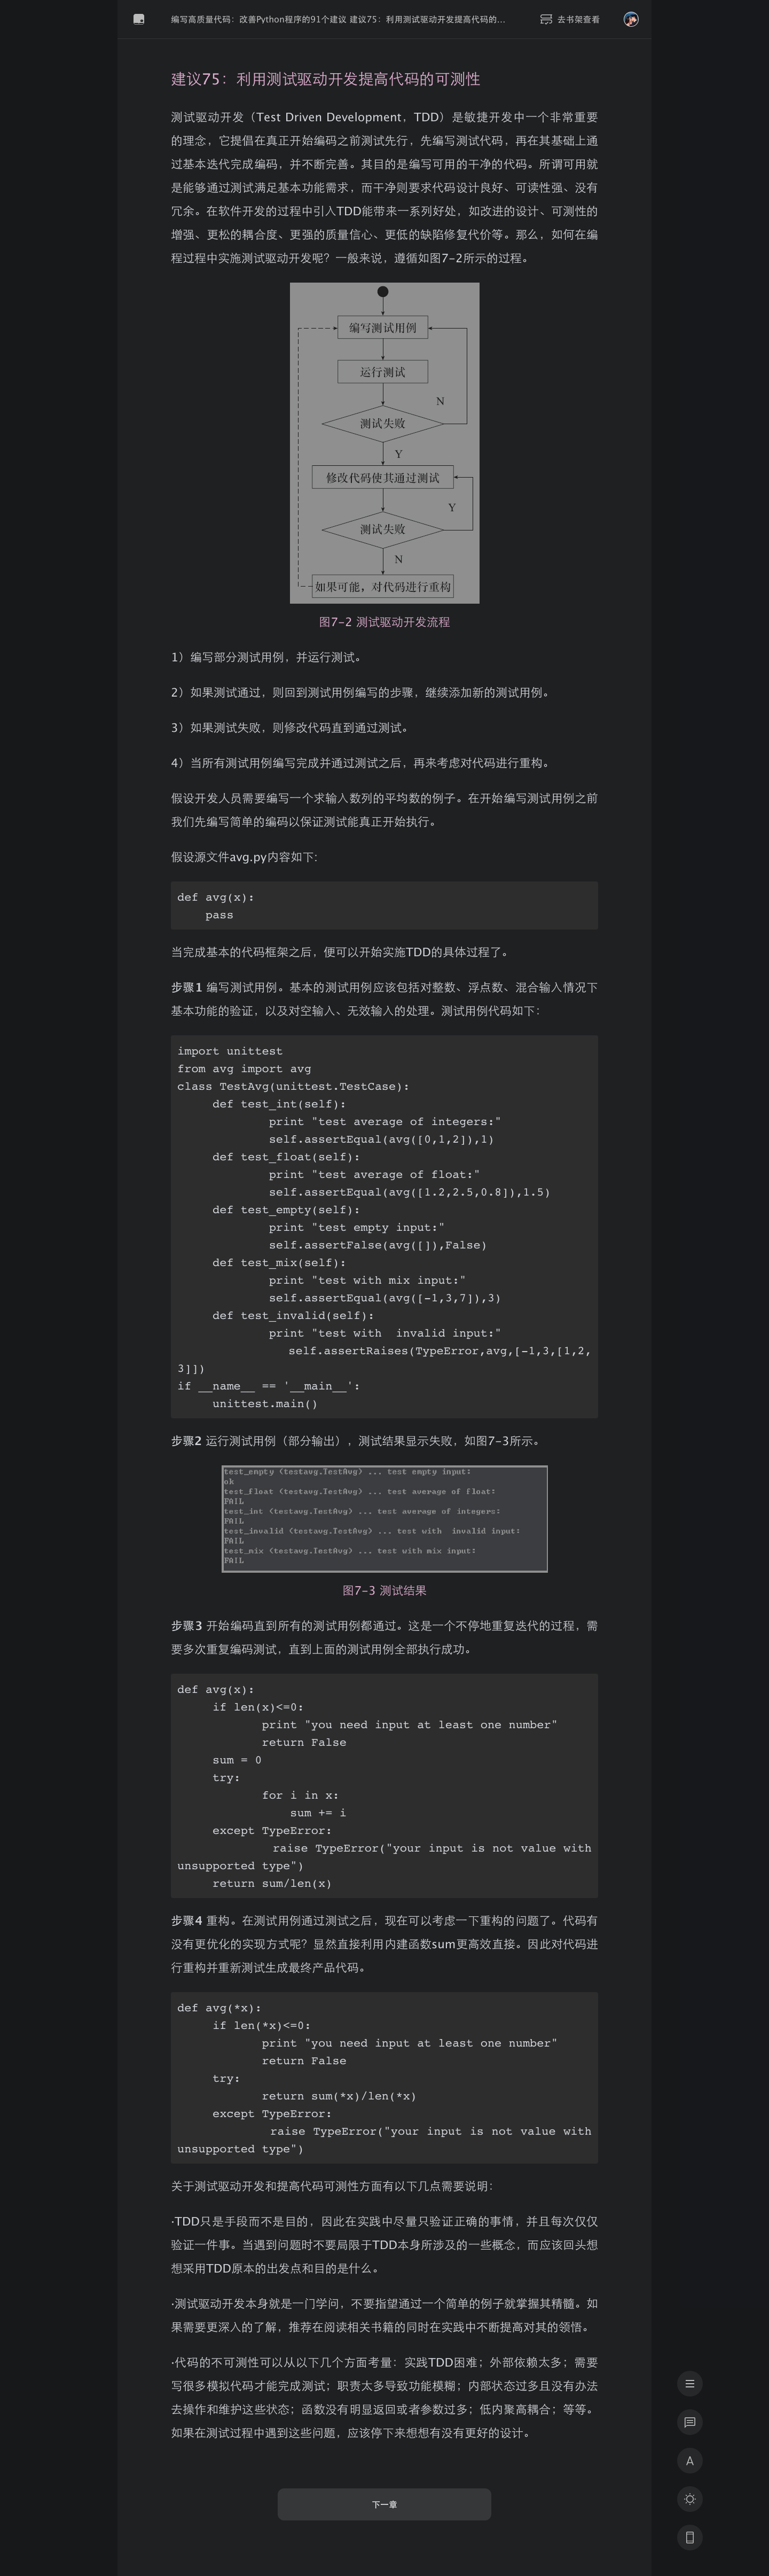 编写高质量代码：改善Python程序的91个建议 建议75：利用测试驱动开发提高代码的...
去书架查看
建议75：利用测试驱动开发提高代码的可测性
测试驱动开发（Test Driven Development，TDD）是敏捷开发中一个非常重要
的理念，它提倡在真正开始编码之前测试先行，先编写测试代码，再在其基础上通
过基本迭代完成编码，并不断完善。其目的是编写可用的干净的代码。所谓可用就
是能够通过测试满足基本功能需求，而干净则要求代码设计良好、可读性强、没有
冗余。在软件开发的过程中引入TDD能带来一系列好处，如改进的设计、可测性的
增强、更松的耦合度、更强的质量信心、更低的缺陷修复代价等。那么，如何在编
程过程中实施测试驱动开发呢？一般来说，遵循如图7-2所示的过程。
编写测试用例
运行测试
N
测试失败
Y
修改代码使其通过测试
Y
测试失败
N
如果可能，对代码进行重构
图7-2 测试驱动开发流程
1）编写部分测试用例，并运行测试。
2）如果测试通过，则回到测试用例编写的步骤，继续添加新的测试用例。
3）如果测试失败，则修改代码直到通过测试。
4）当所有测试用例编写完成并通过测试之后，再来考虑对代码进行重构。
假设开发人员需要编写一个求输入数列的平均数的例子。在开始编写测试用例之前
我们先编写简单的编码以保证测试能真正开始执行。
假设源文件avg.py内容如下:
def avg(x):
    pass
当完成基本的代码框架之后，便可以开始实施TDD的具体过程了。
步骤1 编写测试用例。基本的测试用例应该包括对整数、浮点数、混合输入情况下
基本功能的验证，以及对空输入、无效输入的处理。测试用例代码如下：
import unittest
from avg import avg
class TestAvg(unittest.TestCase):
     def test_int(self):
             print "test average of integers:"
             self.assertEqual(avg([0,1,2]),1)
     def test_float(self):
             print "test average of float:"
             self.assertEqual(avg([1.2,2.5,0.8]),1.5)
     def test_empty(self):
             print "test empty input:"
             self.assertFalse(avg([]),False)
     def test_mix(self):
             print "test with mix input:"
             self.assertEqual(avg([-1,3,7]),3)
     def test_invalid(self):
             print "test with  invalid input:"
                self.assertRaises(TypeError,avg,[-1,3,[1,2,
3]])
if __name__ == '__main__':
     unittest.main()
步骤2 运行测试用例（部分输出），测试结果显示失败，如图7-3所示。
test_empty (testavg.TestAvg) ... test empty input:
ok
test_float (testavg.TestAvg) ... test average of float:
FAIL
test_int (testavg.TestAvg) ... test average of integers:
FAIL
test_invalid (testavg.TestAvg) ... test with  invalid input:
FAIL
test_mix (testavg.TestAvg) ... test with mix input:
FAIL
图7-3 测试结果
步骤3 开始编码直到所有的测试用例都通过。这是一个不停地重复迭代的过程，需
要多次重复编码测试，直到上面的测试用例全部执行成功。
def avg(x):
     if len(x)<=0:
            print "you need input at least one number"
            return False
     sum = 0
     try:
            for i in x:
                sum += i
     except TypeError:
              raise TypeError("your input is not value with
unsupported type")
     return sum/len(x)
步骤4 重构。在测试用例通过测试之后，现在可以考虑一下重构的问题了。代码有
没有更优化的实现方式呢？显然直接利用内建函数sum更高效直接。因此对代码进
行重构并重新测试生成最终产品代码。
def avg(*x):
     if len(*x)<=0:
            print "you need input at least one number"
            return False
     try:
            return sum(*x)/len(*x)
     except TypeError:
             raise TypeError("your input is not value with
unsupported type")
关于测试驱动开发和提高代码可测性方面有以下几点需要说明：
·TDD只是手段而不是目的，因此在实践中尽量只验证正确的事情，并且每次仅仅
验证一件事。当遇到问题时不要局限于TDD本身所涉及的一些概念，而应该回头想
想采用TDD原本的出发点和目的是什么。
·测试驱动开发本身就是一门学问，不要指望通过一个简单的例子就掌握其精髓。如
果需要更深入的了解，推荐在阅读相关书籍的同时在实践中不断提高对其的领悟。
·代码的不可测性可以从以下几个方面考量：实践TDD困难；外部依赖太多；需要
写很多模拟代码才能完成测试；职责太多导致功能模糊；内部状态过多且没有办法
去操作和维护这些状态；函数没有明显返回或者参数过多；低内聚高耦合；等等。
如果在测试过程中遇到这些问题，应该停下来想想有没有更好的设计。
下一章
A